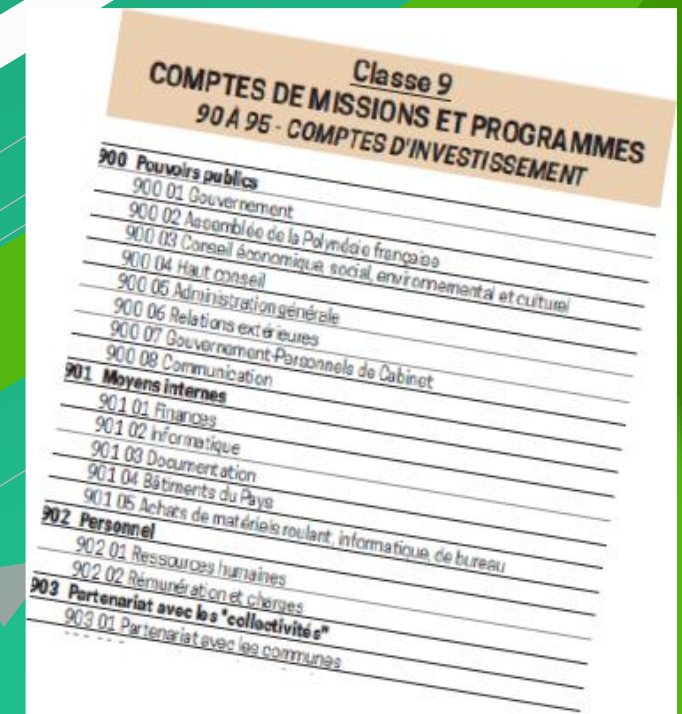 Classe 9
COMPTES DE MISSIONS ET PROGRAMMES
90 À 95 - COMPTES D'INVESTISSEMENT
900 Pouvoirs publics
900 01 Gouvernement
900 02 Assemblée de la Polynésie française
900 03 Conseil économique, social, environnemental et culturel
900 04 Haut conseil
900 05 Administration générale
900 06 Relations extérieures
900 07 Gouvernement-Personnels de Cabinet
900 08 Communication
901 Moyens internes
901 01 Finances
901 02 Informatique
901 03 Documentation
901 04 Bâtiments du Pays
901 05 Achats de matériels roulant, informatique, de bureau
902 Personnel
902 01 Ressources humaines
902 02 Rémunération et charges
903 Partenariat avec les "collectivités"
903 01 Partenariat avec les communes